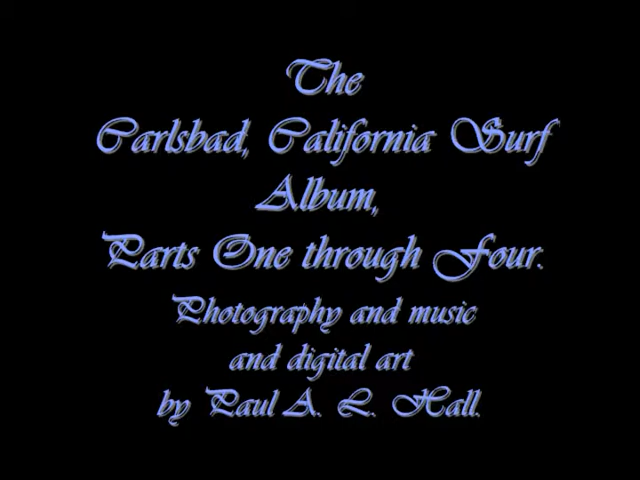 The
Carlsbad, California Surf
Album,
Parts One through Four.
Photography and music
and digital art
by Paul A. L. Hall.